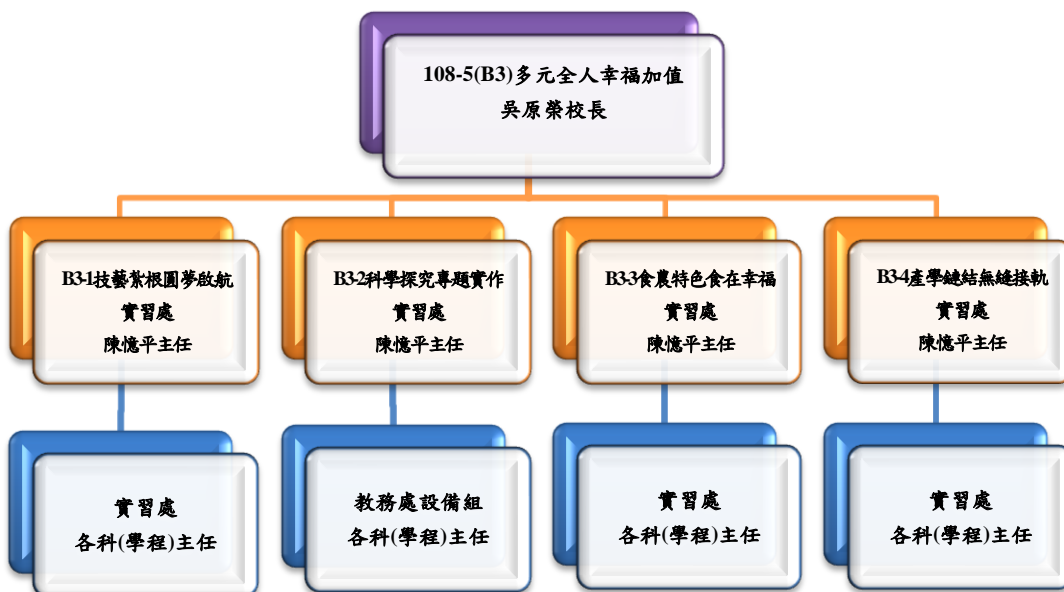 108-5(B3)多元全人幸福加值
吳原榮校長
B3-1技藝紮根圓夢啟航
實習處
陳憶平主任
B3-2科學探究專題實作
實習處
陳憶平主任
B3-3食農特色食在幸福
實習處
陳憶平主任
B3-4產學鏈結無縫接軌
實習處
陳憶平主任
實習處
各科(學程)主任
教務處設備組
各科(學程)主任
實習處
各科(學程)主任
實習處
各科(學程)主任